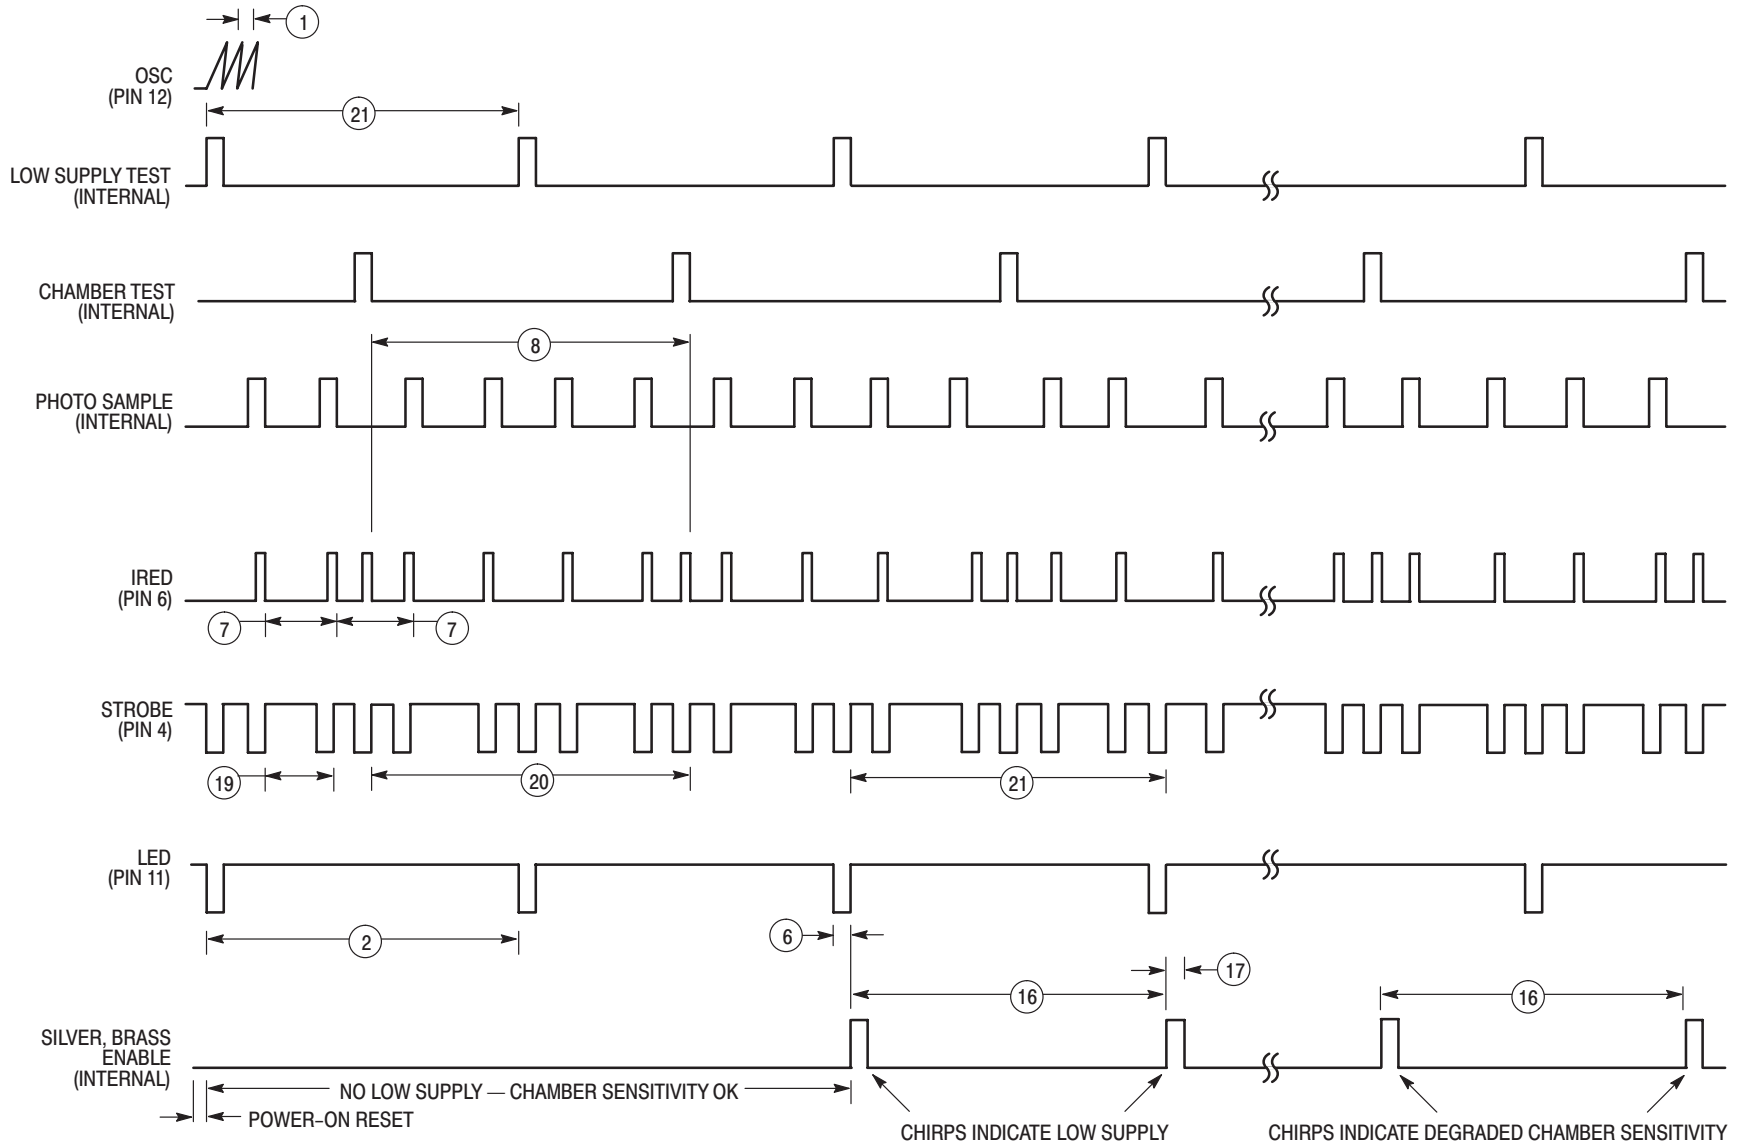 1
OSC
(PIN 12)
21
LOW SUPPLY TEST
(INTERNAL)
CHAMBER TEST
(INTERNAL)
8
PHOTO SAMPLE
(INTERNAL)
IRED
(PIN 6)
7
7
STROBE
(PIN 4)
19
20
21
LED
(PIN 11)
2
6
17
16
16
SILVER, BRASS
ENABLE
(INTERNAL)
NO LOW SUPPLY — CHAMBER SENSITIVITY OK
POWER–ON RESET
CHIRPS INDICATE LOW SUPPLY
CHIRPS INDICATE DEGRADED CHAMBER SENSITIVITY